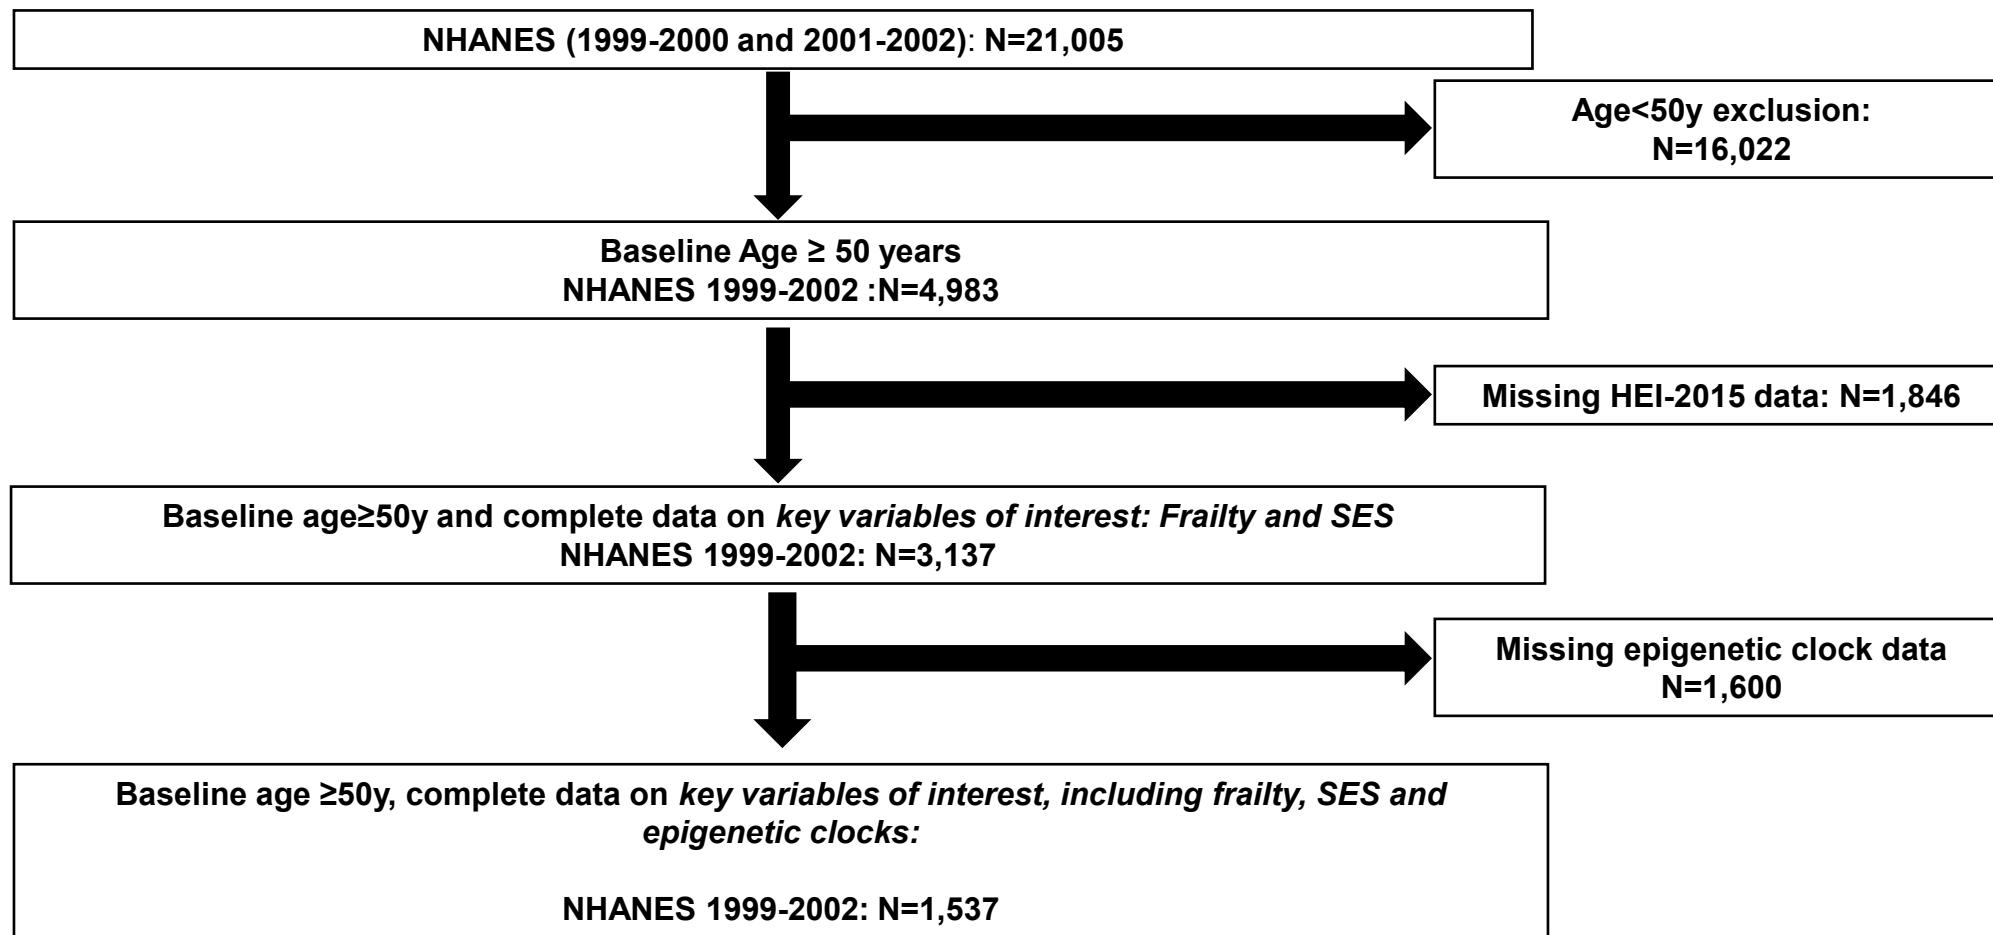 NHANES (1999-2000 and 2001-2002): N=21,005
Age<50y exclusion:
N=16,022
Baseline Age ≥ 50 years
NHANES 1999-2002 :N=4,983
Missing HEI-2015 data: N=1,846
Baseline age≥50y and complete data on key variables of interest: Frailty and SES
NHANES 1999-2002: N=3,137
Missing epigenetic clock data
N=1,600
Baseline age ≥50y, complete data on key variables of interest, including frailty, SES and
epigenetic clocks:
NHANES 1999-2002: N=1,537